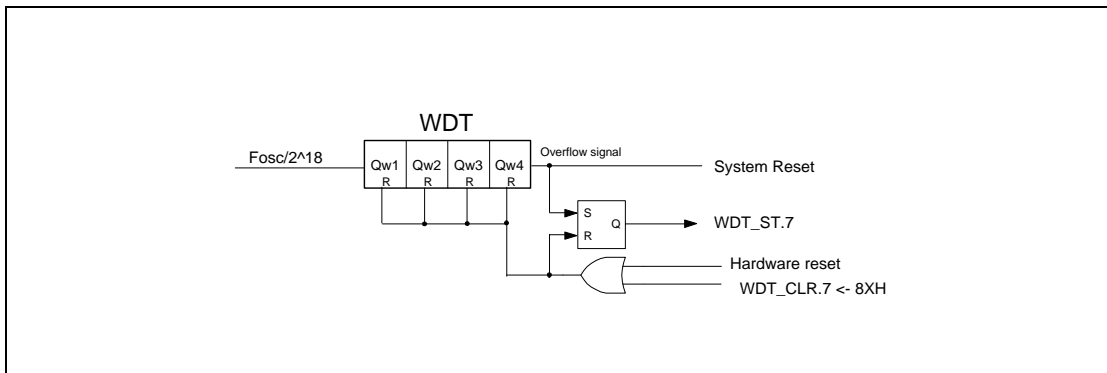 WDT
Fosc/2^18
Qw1 Qw2 Qw3 Qw4
R R R R
Overflow signal
System Reset
S
R
Q
WDT_ST.7
Hardware reset
WDT_CLR.7 <- 8XH